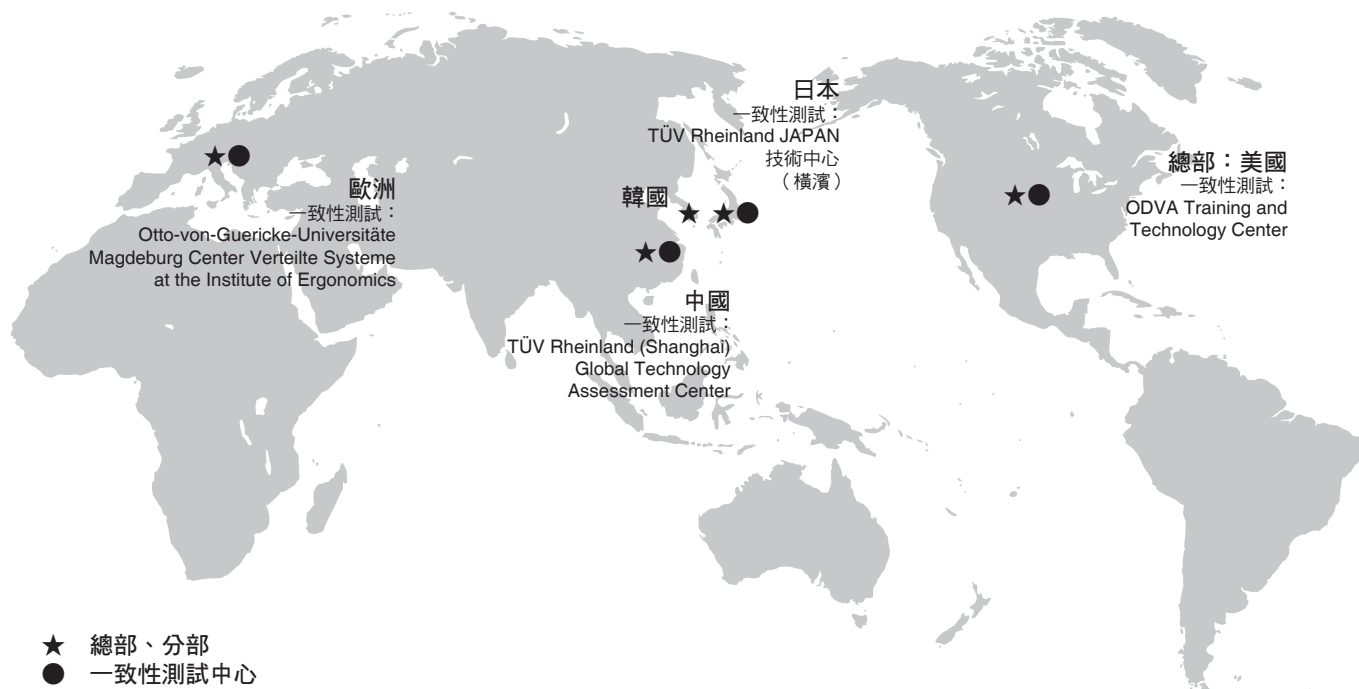 日本
一致性測試：
TÜV Rheinland JAPAN
技術中心
（橫濱）
總部：美國
一致性測試：
ODVA Training and
Technology Center
歐洲
一致性測試：
Otto-von-Guericke-Universitäte
Magdeburg Center Verteilte Systeme
at the Institute of Ergonomics
韓國
中國
一致性測試：
TÜV Rheinland (Shanghai)
Global Technology
Assessment Center
★ 總部、分部
● 一致性測試中心